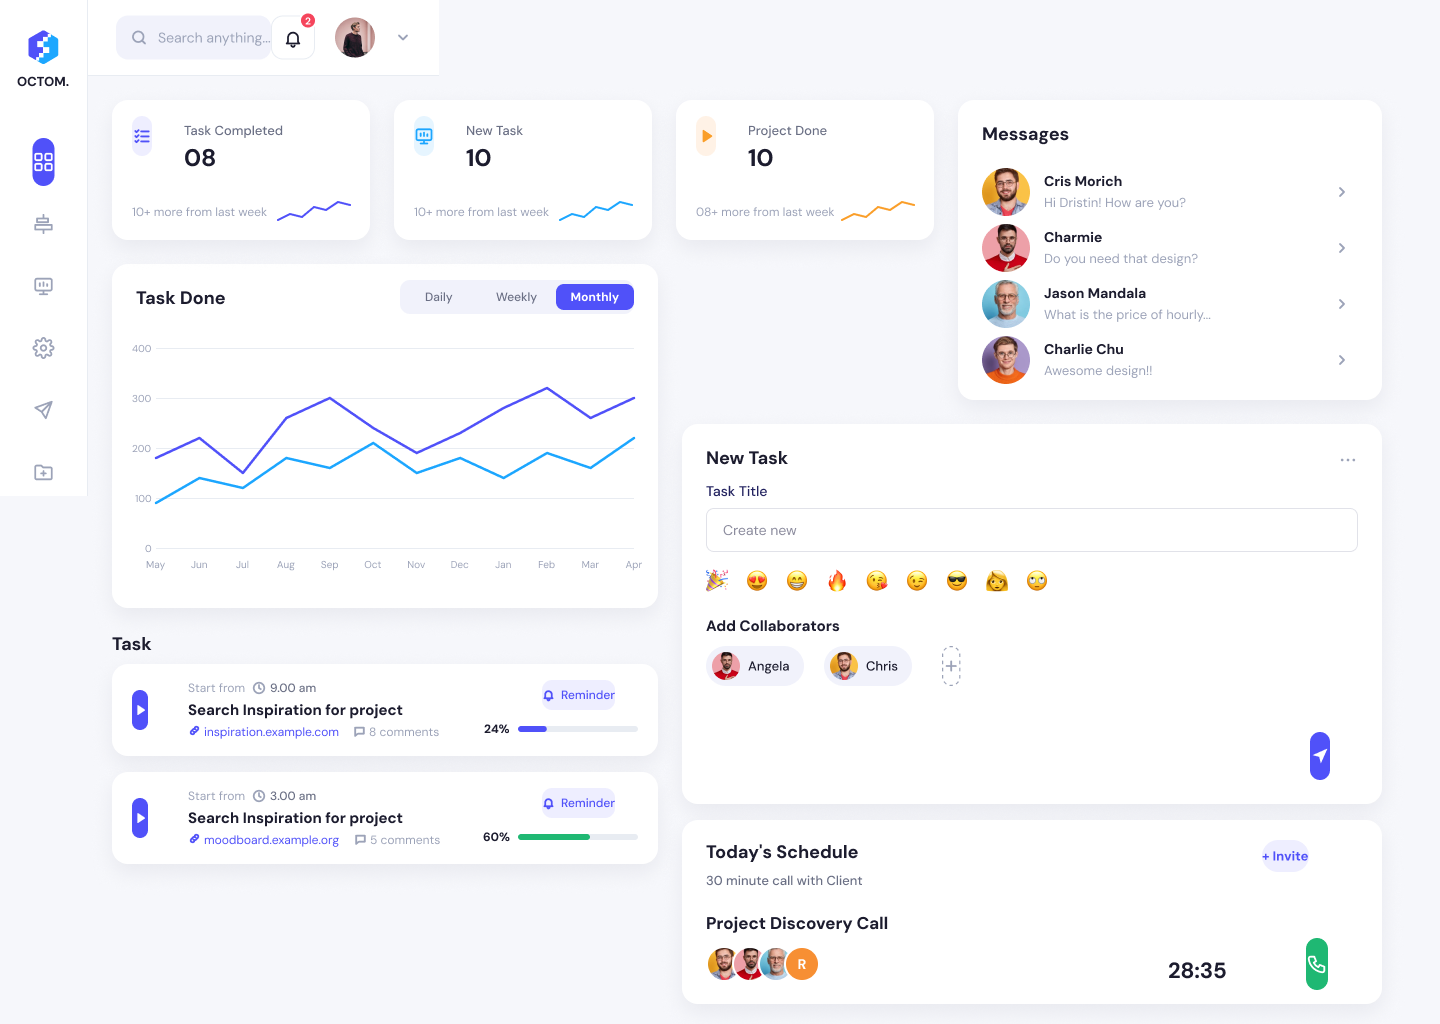 OCTOM.
Search anything...
2
Task Completed
08
10+ more from last week
New Task
10
10+ more from last week
Project Done
10
08+ more from last week
Messages
Cris Morich
Hi Dristin! How are you?
Charmie
Do you need that design?
Jason Mandala
What is the price of hourly...
Charlie Chu
Awesome design!!
Task Done
Daily Weekly Monthly
400
300
200
100
0
May Jun Jul Aug Sep Oct Nov Dec Jan Feb Mar Apr
New Task
Task Title
Create new
Add Collaborators
Angela Chris
Task
Start from 9.00 am
Reminder
Search Inspiration for project
inspiration.example.com 8 comments
24%
Start from 3.00 am
Reminder
Search Inspiration for project
moodboard.example.org 5 comments
60%
Today's Schedule
+ Invite
30 minute call with Client
Project Discovery Call
R
28:35